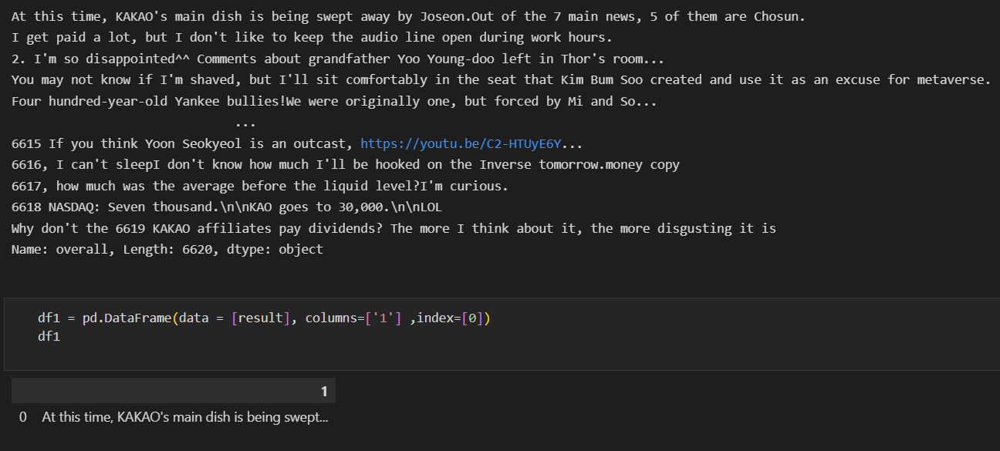 At this time, KAKAO's main dish is being swept away by Joseon.Out of the 7 main news, 5 of them are Chosun.
I get paid a lot, but I don't like to keep the audio line open during work hours.
2. I'm so disappointed^^ Comments about grandfather Yoo Young-doo left in Thor's room...
You may not know if I'm shaved, but I'll sit comfortably in the seat that Kim Bum Soo created and use it as an excuse for metaverse.
Four hundred-year-old Yankee bullies!We were originally one, but forced by Mi and So...
...
6615 If you think Yoon Seokyeol is an outcast, https://youtu.be/C2-HTUyE6Y...
6616, I can't sleepI don't know how much I'll be hooked on the Inverse tomorrow.money copy
6617, how much was the average before the liquid level?I'm curious.
6618 NASDAQ: Seven thousand.\n\nKAO goes to 30,000.\n\nLOL
Why don't the 6619 KAKAO affiliates pay dividends? The more I think about it, the more disgusting it is
Name: overall, Length: 6620, dtype: object
df1 = pd.DataFrame(data = [result], columns=['1'] ,index=[0])
df1
1
0 At this time, KAKAO's main dish is being swept...